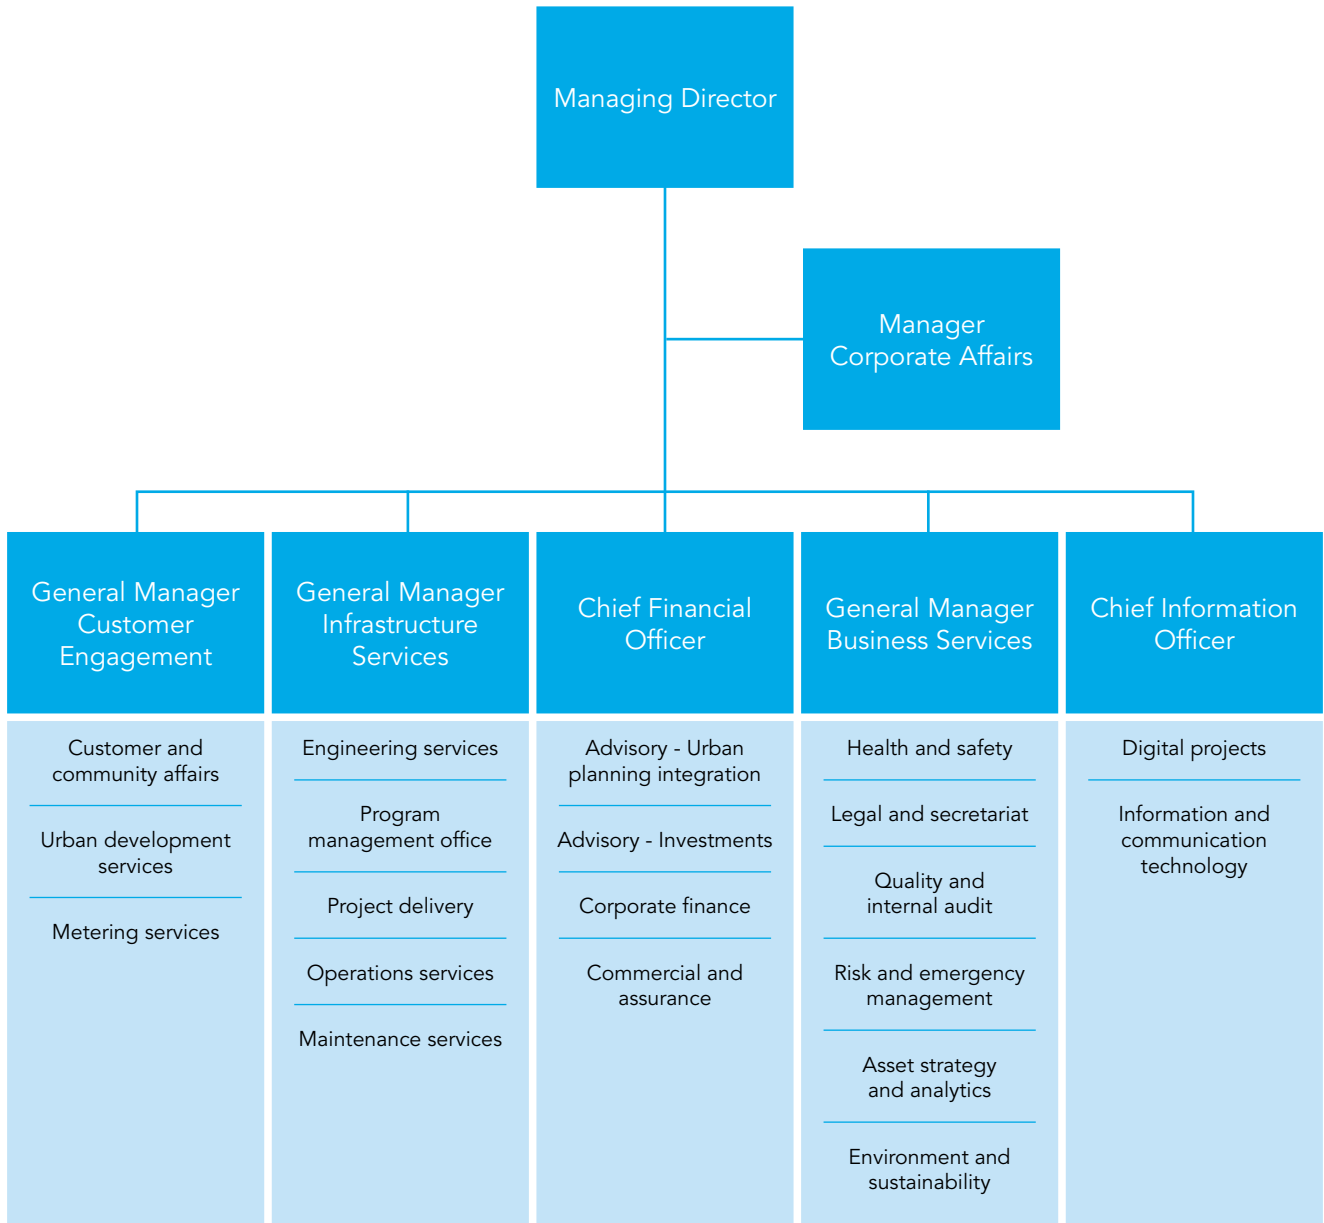 Managing Director
Manager
Corporate Affairs
General Manager
Customer
Engagement
General Manager
Infrastructure
Services
Chief Financial
Officer
General Manager
Business Services
Chief Information
Officer
Customer and
community affairs
Urban development
services
Metering services
Engineering services
Program
management office
Project delivery
Operations services
Maintenance services
Advisory - Urban
planning integration
Advisory - Investments
Corporate finance
Commercial and
assurance
Health and safety
Legal and secretariat
Quality and
internal audit
Risk and emergency
management
Asset strategy
and analytics
Environment and
sustainability
Digital projects
Information and
communication
technology